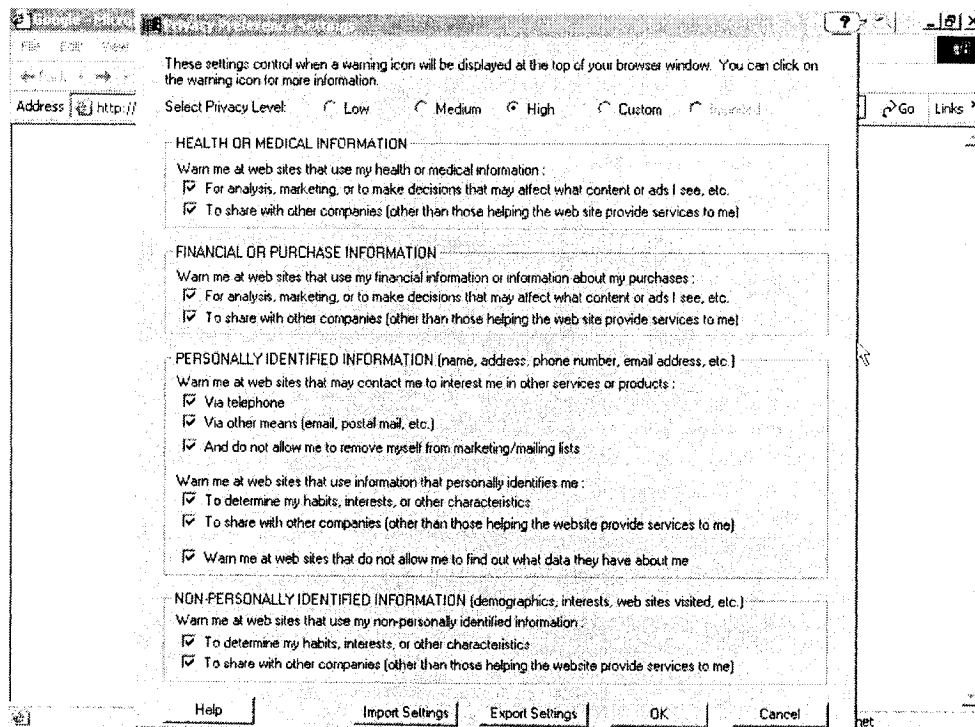 Google - Micro
Privacy Preference Settings
?
File Edit View
These settings control when a warning icon will be displayed at the top of your browser window. You can click on
the warning icon for more information.
Address http://
Go Links
Select Privacy Level: Low Medium High Custom
HEALTH OR MEDICAL INFORMATION
Warn me at web sites that use my health or medical information :
For analysis, marketing, or to make decisions that may affect what content or ads I see, etc.
To share with other companies (other than those helping the web site provide services to me)
FINANCIAL OR PURCHASE INFORMATION
Warn me at web sites that use my financial information or information about my purchases :
For analysis, marketing, or to make decisions that may affect what content or ads I see, etc.
To share with other companies (other than those helping the web site provide services to me)
PERSONALLY IDENTIFIED INFORMATION (name, address, phone number, email address, etc.)
Warn me at web sites that may contact me to interest me in other services or products :
Via telephone
Via other means (email, postal mail, etc.)
And do not allow me to remove myself from marketing/mailing lists
Warn me at web sites that use information that personally identifies me :
To determine my habits, interests, or other characteristics
To share with other companies (other than those helping the website provide services to me)
Warn me at web sites that do not allow me to find out what data they have about me
NON-PERSONALLY IDENTIFIED INFORMATION (demographics, interests, web sites visited, etc.)
Warn me at web sites that use my non-personally identified information :
To determine my habits, interests, or other characteristics
To share with other companies (other than those helping the website provide services to me)
Help Import Settings Export Settings OK Cancel
net